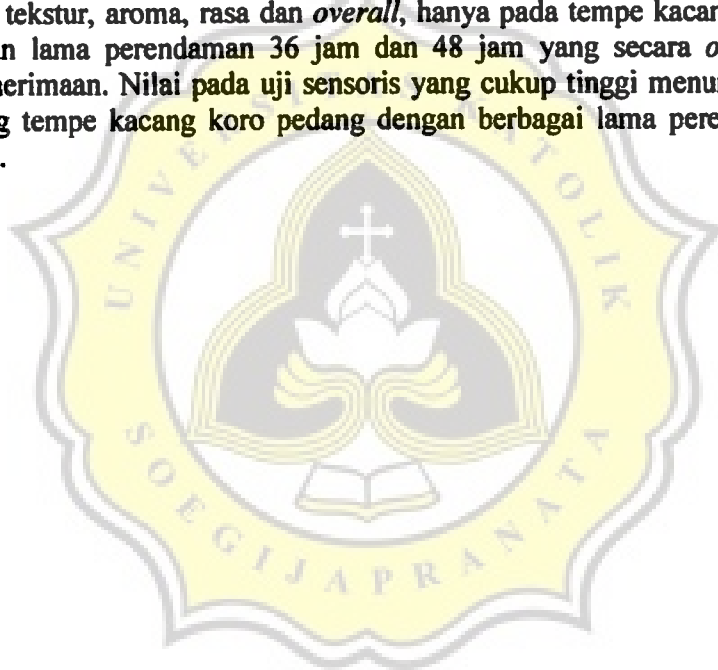 tekstur, aroma, rasa dan overall, hanya pada tempe kacan
lama perendaman 36 jam dan 48 jam yang secara o
nerimaan. Nilai pada uji sensoris yang cukup tinggi menu
g tempe kacang koro pedang dengan berbagai lama pere
.
UNIVERSITAS KATOLIK
SOEGIJAPRANATA